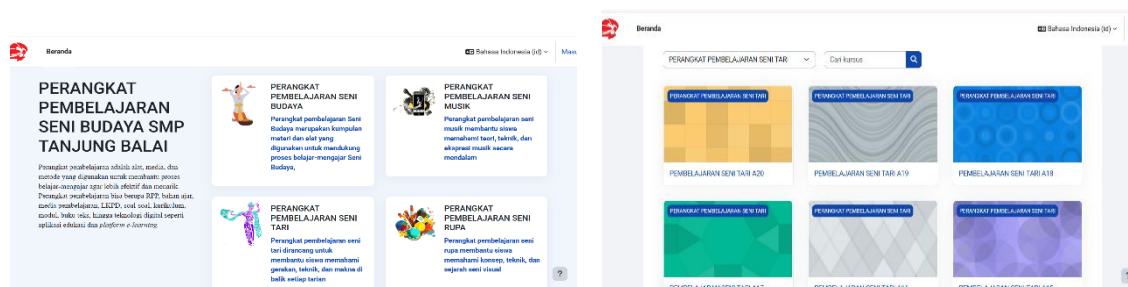 Beranda
Bahasa Indonesia (id)
Masu
PERANGKAT
PEMBELAJARAN
SENI BUDAYA SMP
TANJUNG BALAI
Perangkat pembelajaran adalah alat, media, dan
metode yang digunakan untuk membantu proses
belajar-mengajar agar lebih efektif dan menarik.
Perangkat pembelajaran bisa berupa RPP, bahan ajar,
media pembelajaran, LKPD, soal soal, kurikulum,
modul, buku teks, hingga teknologi digital seperti
aplikasi edukasi dan platform e-learning.
PERANGKAT
PEMBELAJARAN SENI
BUDAYA
Perangkat pembelajaran Seni
Budaya merupakan kumpulan
materi dan alat yang
digunakan untuk mendukung
proses belajar-mengajar Seni
Budaya,
PERANGKAT
PEMBELAJARAN SENI
MUSIK
Perangkat pembelajaran seni
musik membantu siswa
memahami teori, teknik, dan
ekspresi musik secara
mendalam
PERANGKAT
PEMBELAJARAN SENI
TARI
Perangkat pembelajaran seni
tari dirancang untuk
membantu siswa memahami
gerakan, teknik, dan makna di
balik setiap tarian
PERANGKAT
PEMBELAJARAN SENI
RUPA
Perangkat pembelajaran seni
rupa membantu siswa
memahami konsep, teknik, dan
sejarah seni visual
?
Beranda
Bahasa Indonesia (id)
PERANGKAT PEMBELAJARAN SENI TARI
Cari kursus
PERANGKAT PEMBELAJARAN SENI TARI
PERANGKAT PEMBELAJARAN SENI TARI
PERANGKAT PEMBELAJARAN SENI TARI
PEMBELAJARAN SENI TARI A20
PEMBELAJARAN SENI TARI A19
PEMBELAJARAN SENI TARI A18
PERANGKAT PEMBELAJARAN SENI TARI
PERANGKAT PEMBELAJARAN SENI TARI
PERANGKAT PEMBELAJARAN SENI TARI